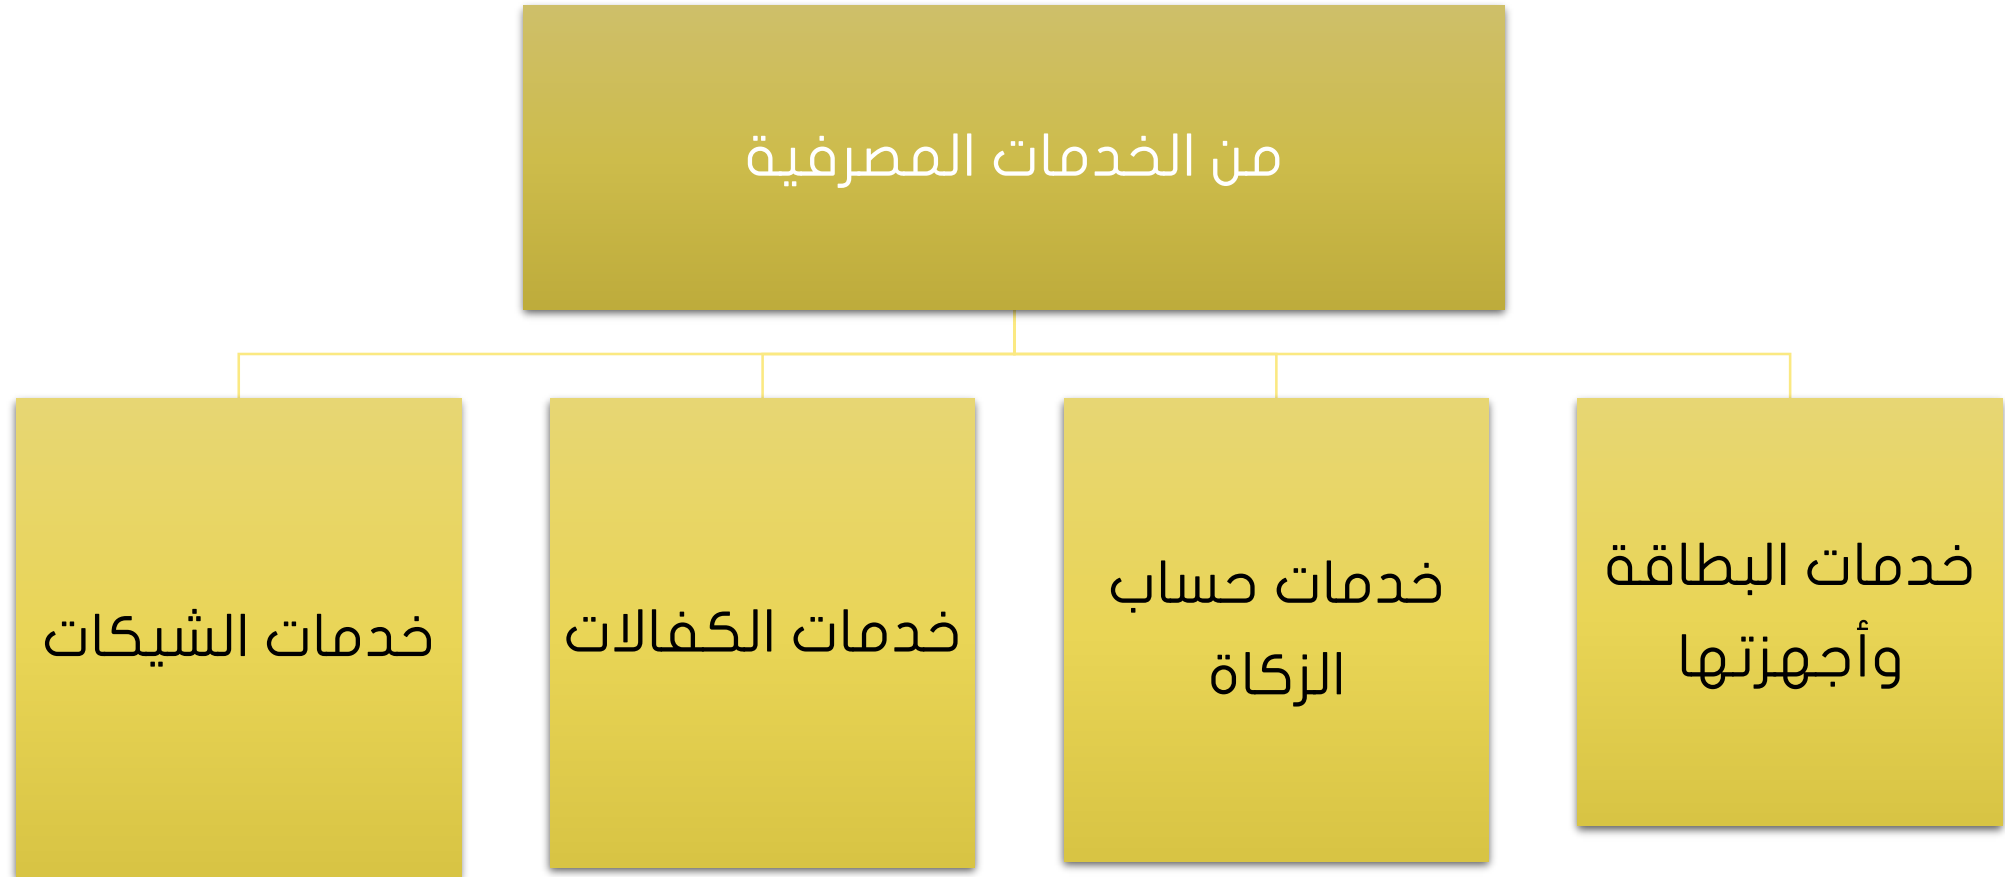 من الخدمات المصرفية
خدمات البطاقة
وأجهزتها
خدمات حساب
الزكاة
خدمات الكفالات
خدمات الشيكات